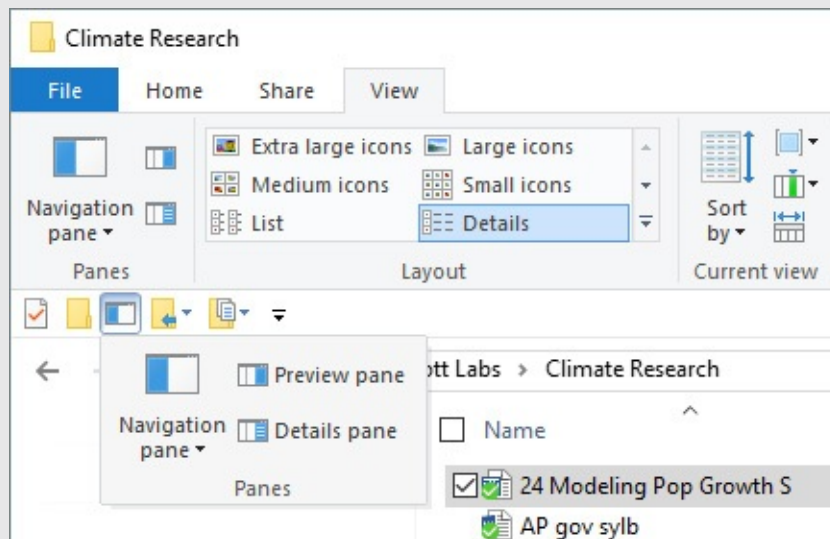 Climate Research
File Home Share View
Extra large icons Large icons
Medium icons Small icons
Navigation pane
List Details
Sort by
Panes Layout Current view
ott Labs > Climate Research
Preview pane
Navigation pane
Details pane
Panes
Name
24 Modeling Pop Growth S
AP gov sylb